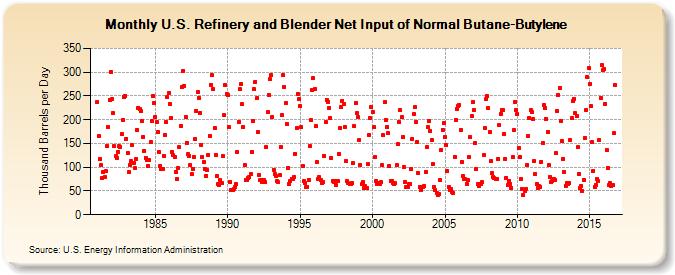 Monthly U.S. Refinery and Blender Net Input of Normal Butane-Butylene
Thousand Barrels per Day
350
300
250
200
150
100
50
0
1985 1990 1995 2000 2005 2010 2015
Source: U.S. Energy Information Administration